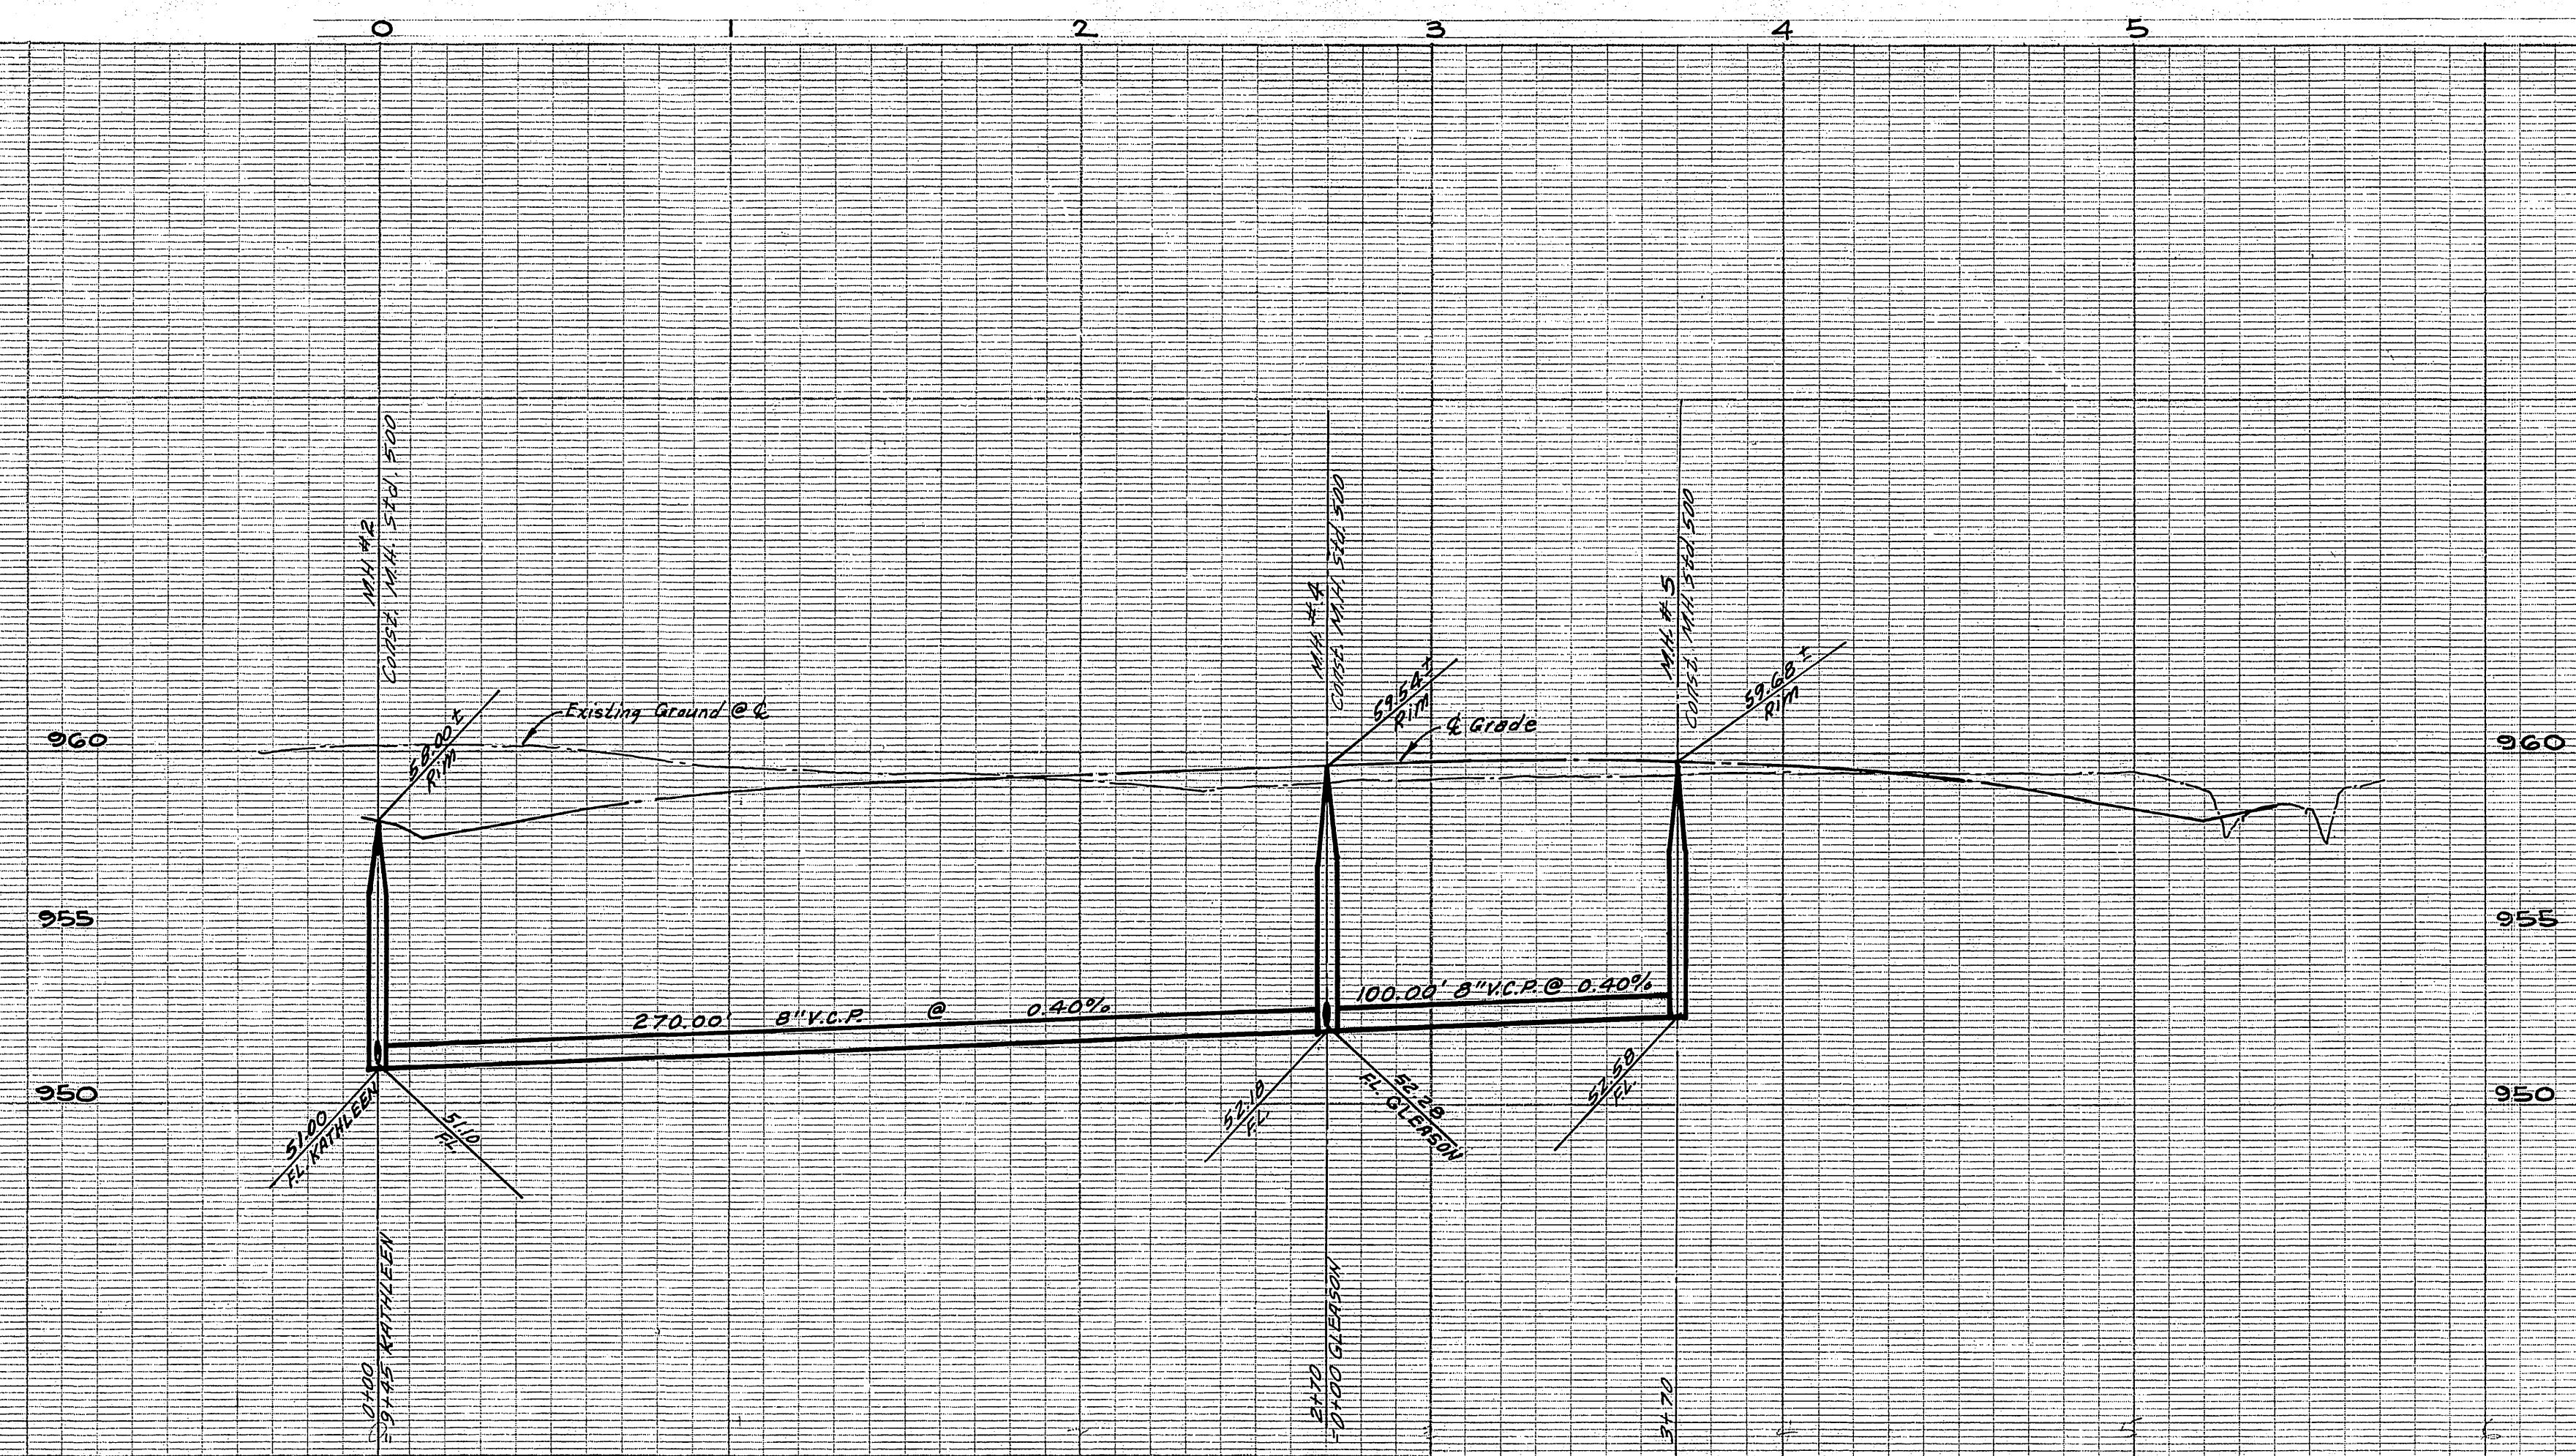 0 1 2 3 4 5
MH #2
Const. M.H. Std. 500
M.H. #4
Const. M.H. Std. 500
M.H. #5
Const. M.H. Std. 500
58.00±
Rim
Existing Ground @ ℄
59.54±
Rim
℄ Grade
59.68±
Rim
960
960
955
955
270.00' 8" V.C.P. @ 0.40%
100.00' 8" V.C.P. @ 0.40%
950
950
51.00
F.L. KATHLEEN
51.10
F.L.
52.18
F.L.
52.28
F.L. GLEASON
52.58
F.L.
0+00
=9+45 KATHLEEN
2+70
=0+00 GLEASON
3+70